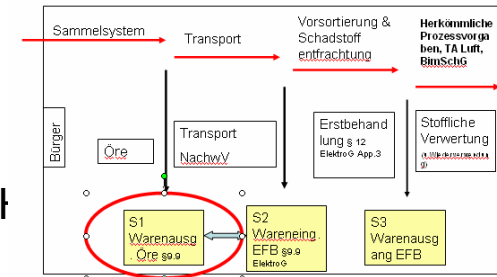 Sammelsystem
Transport
Vorsortierung &
Schadstoff
entfrachtung
Herkömmliche
Prozessvorga
ben, TA Luft,
BimSchG
Bürger
Öre
Transport
NachwV
Erstbehand
lung § 12
ElektroG App.3
Stoffliche
Verwertung
S1
Warenausg
. Öre §9.9
S2
Wareneing.
EFB §9.9
ElektroG
S3
Warenausg
ang EFB